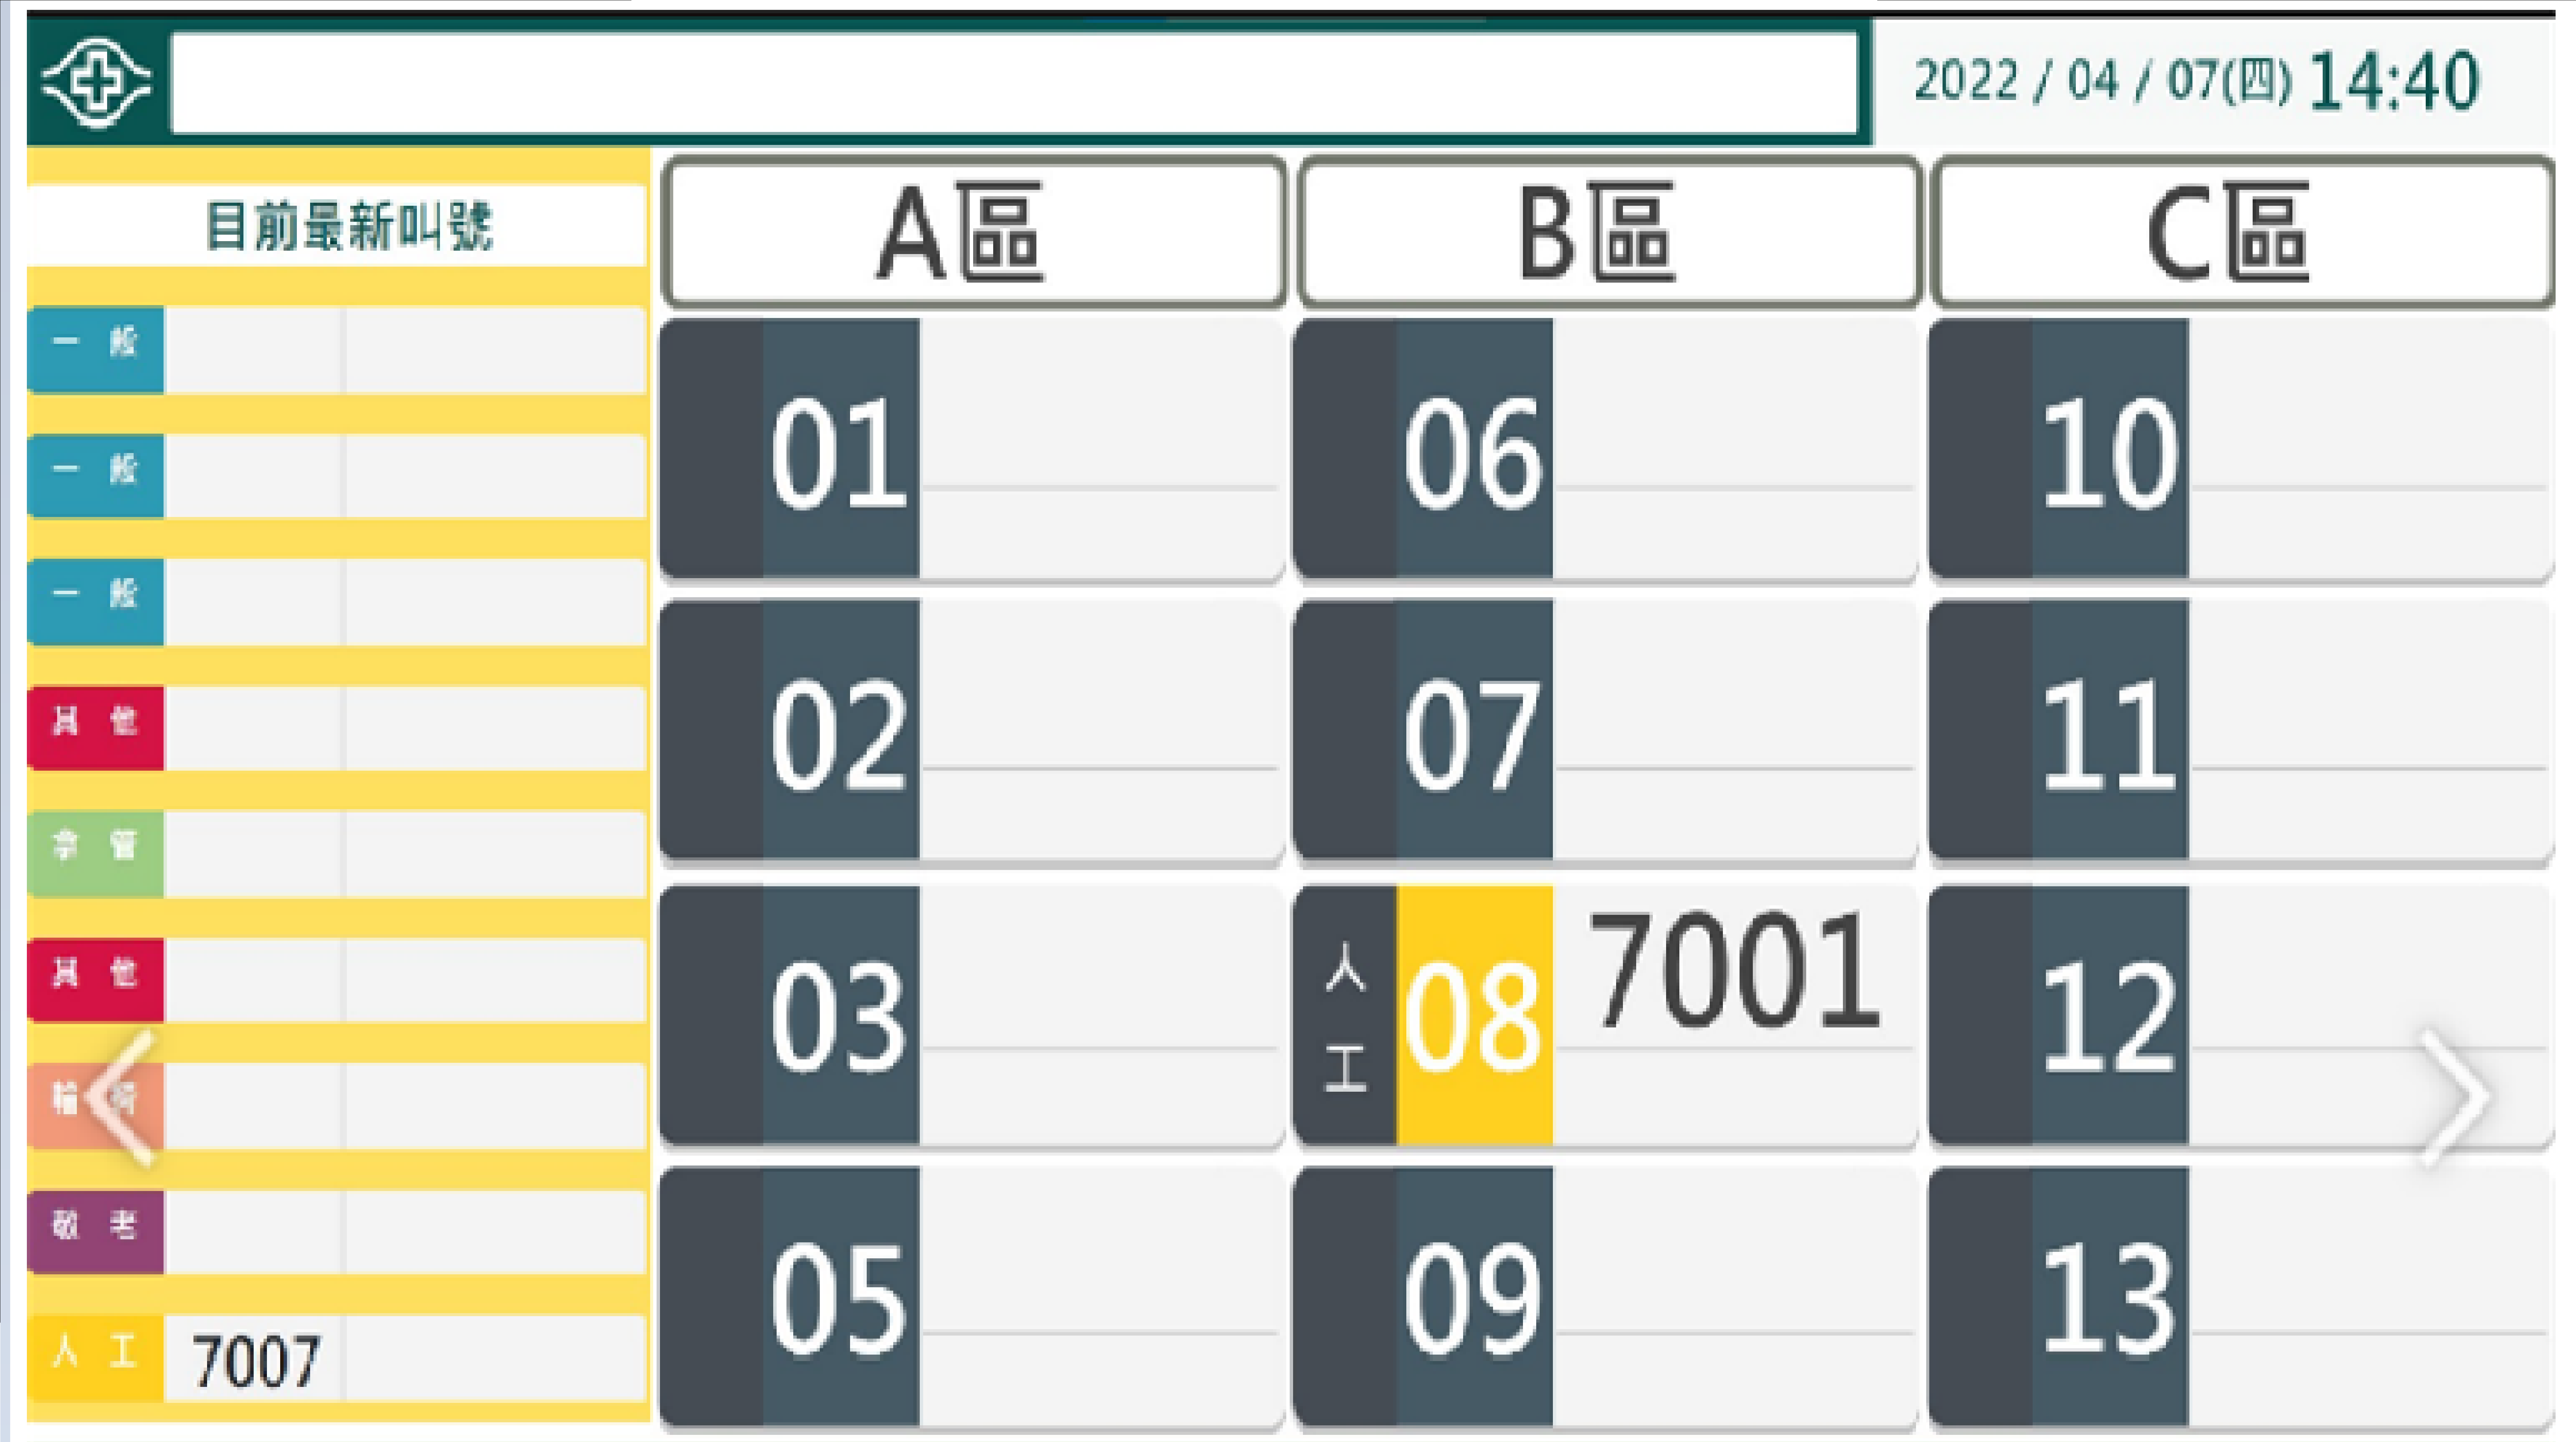 2022 / 04 / 07(四) 14:40
目前最新叫號
一 般
一 般
一 般
其 他
拿 管
其 他
輪 椅
敬 老
人 工 7007
A區
01
02
03
05
B區
06
07
人工 08 7001
09
C區
10
11
12
13